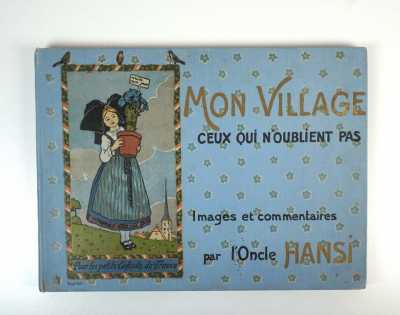 MON VILLAGE
CEUX QUI N'OUBLIENT PAS
Images et commentaires
par l'Oncle HANSI
Pour les petits Enfants de France